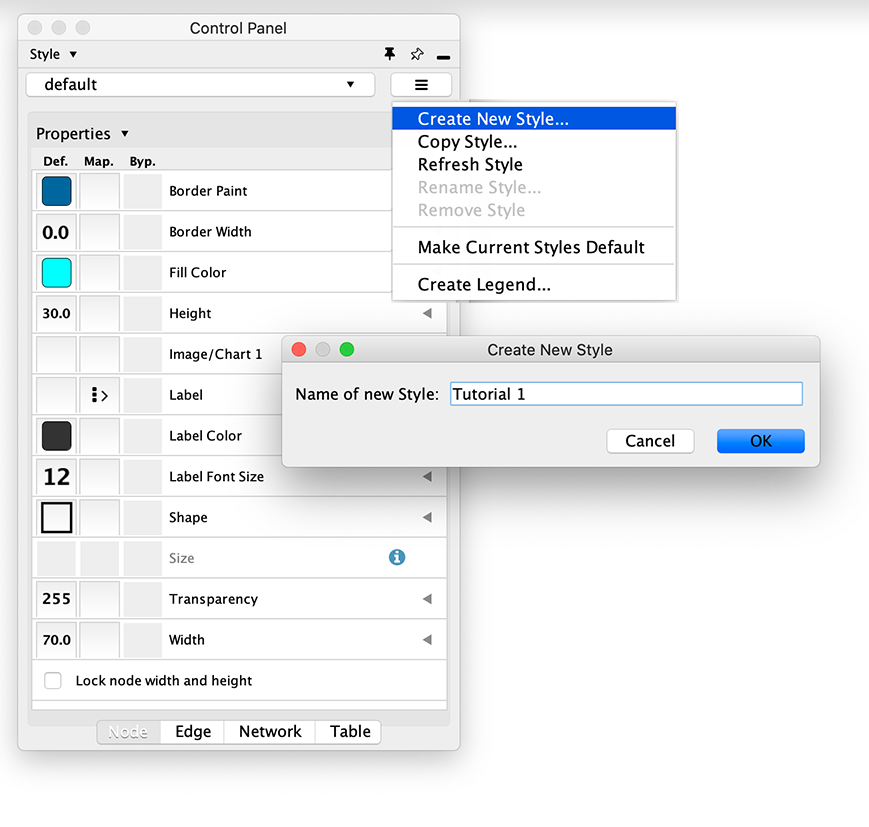 Control Panel
Style
default
Create New Style...
Copy Style...
Refresh Style
Rename Style...
Remove Style
Make Current Styles Default
Create Legend...
Properties
Def. Map. Byp.
Border Paint
0.0 Border Width
Fill Color
30.0 Height
Image/Chart 1
Label
Label Color
12 Label Font Size
Shape
Size
255 Transparency
70.0 Width
Lock node width and height
Node Edge Network Table
Create New Style
Name of new Style: Tutorial 1
Cancel OK